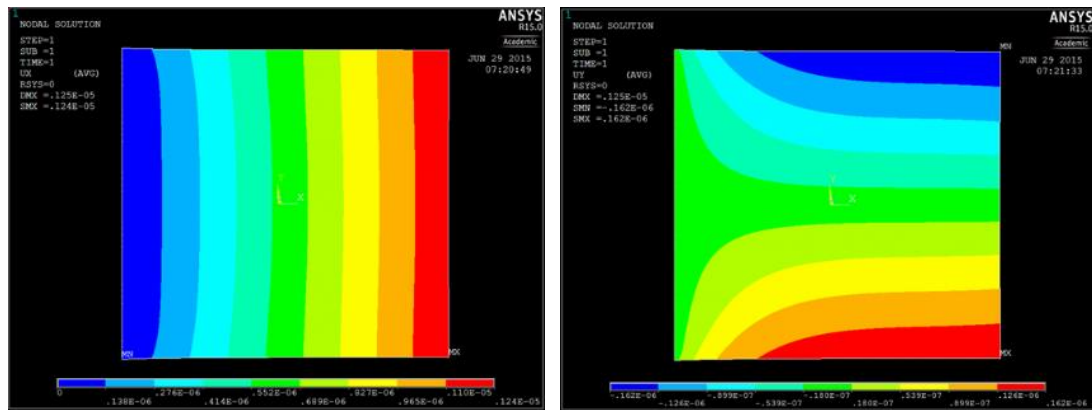 1
ANSYS
R15.0
Academic
NODAL SOLUTION
STEP=1
SUB =1
TIME=1
UX (AVG)
RSYS=0
DMX =.125E-05
SMX =.124E-05
JUN 29 2015
07:20:49
Y
X
MN
MX
0 .276E-06 .552E-06 .827E-06 .110E-05
.138E-06 .414E-06 .689E-06 .965E-06 .124E-05
1
ANSYS
R15.0
Academic
NODAL SOLUTION
STEP=1
SUB =1
TIME=1
UY (AVG)
RSYS=0
DMX =.125E-05
SMN =-.162E-06
SMX =.162E-06
MN
JUN 29 2015
07:21:33
Y
X
MX
-.162E-06 -.899E-07 -.180E-07 .539E-07 .126E-06
-.126E-06 -.539E-07 .180E-07 .899E-07 .162E-06